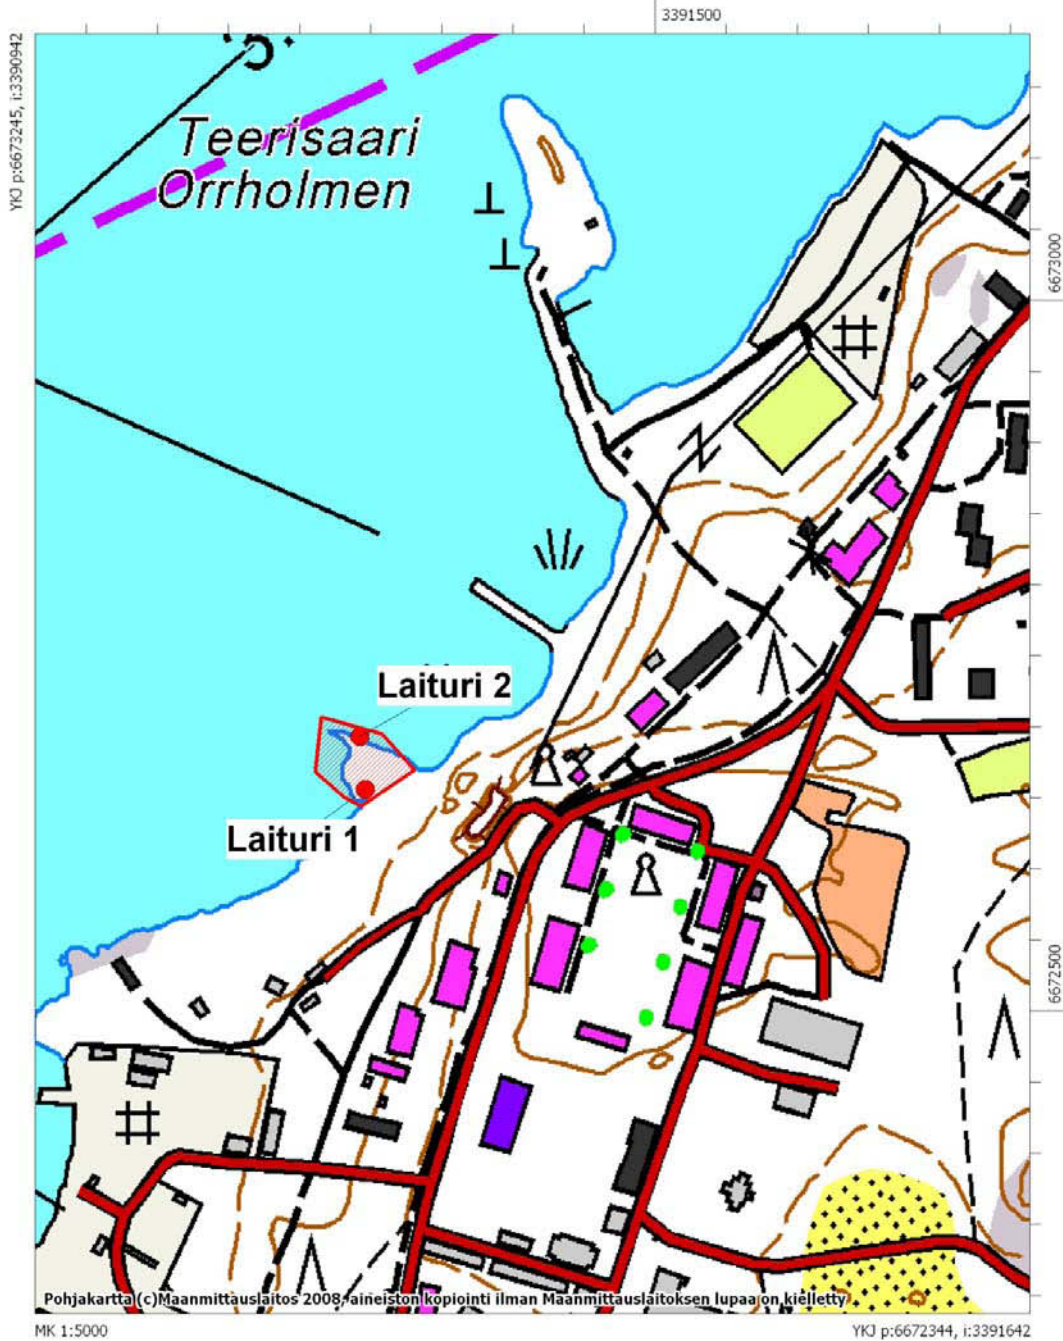 3391500
YKJ p:6673245, i:3390942
Teerisaari
Orrholmen
6673000
Laituri 2
Laituri 1
6672500
Pohjakartta (c)Maanmittauslaitos 2008, aineiston kopiointi ilman Maanmittauslaitoksen lupaa on kielletty
MK 1:5000
YKJ p:6672344, i:3391642